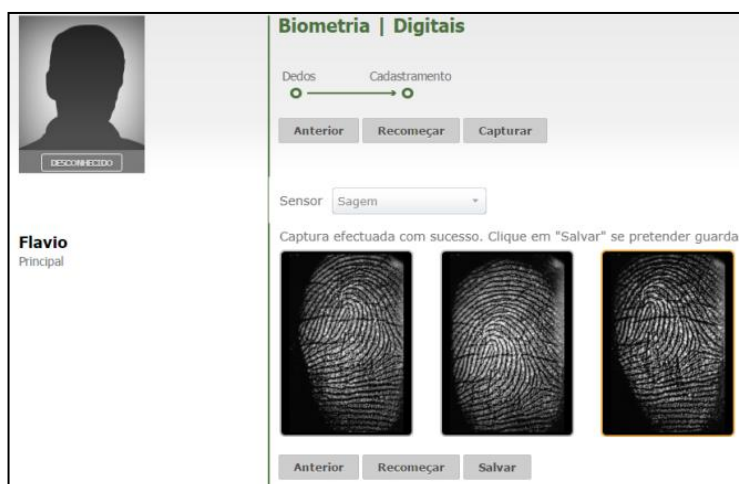 Biometria | Digitais
Dedos Cadastramento
Anterior Recomeçar Capturar
DESCONHECIDO
Sensor Sagem
Flavio
Principal
Captura efectuada com sucesso. Clique em "Salvar" se pretender guarda
Anterior Recomeçar Salvar